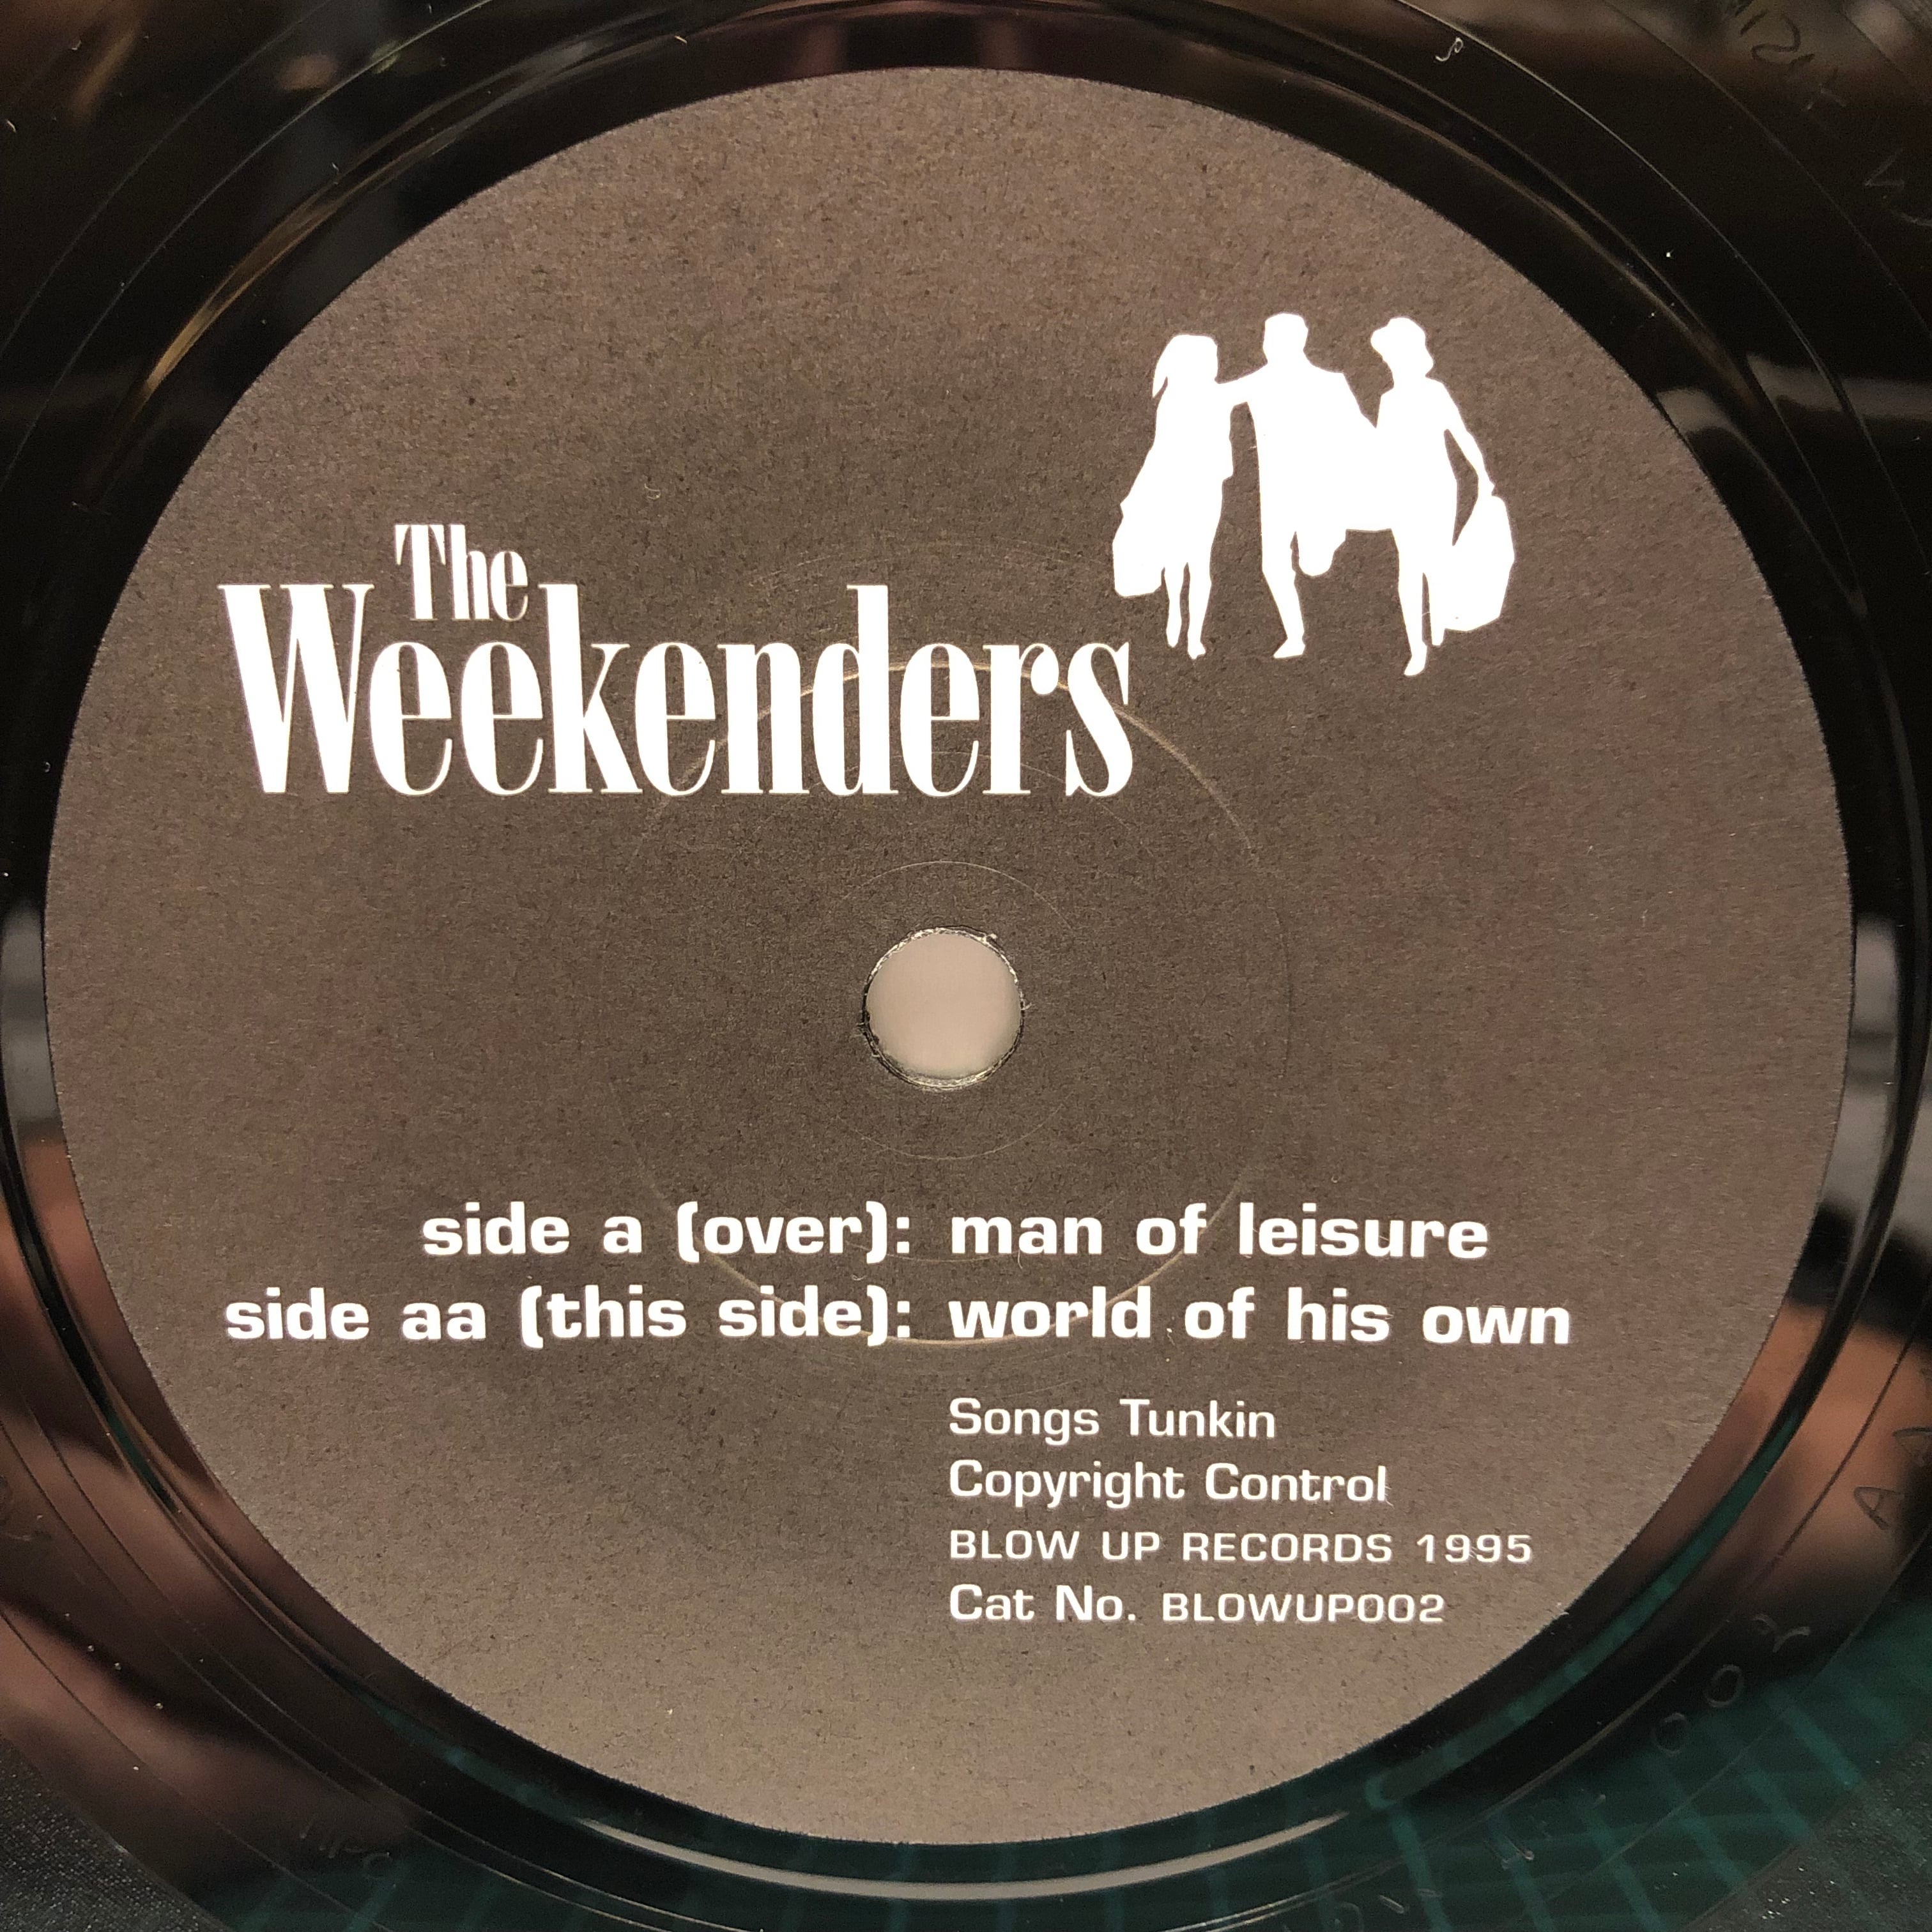 The
Weekenders
side a (over): man of leisure
side aa (this side): world of his own
Songs Tunkin
Copyright Control
BLOW UP RECORDS 1995
Cat No. BLOWUP002